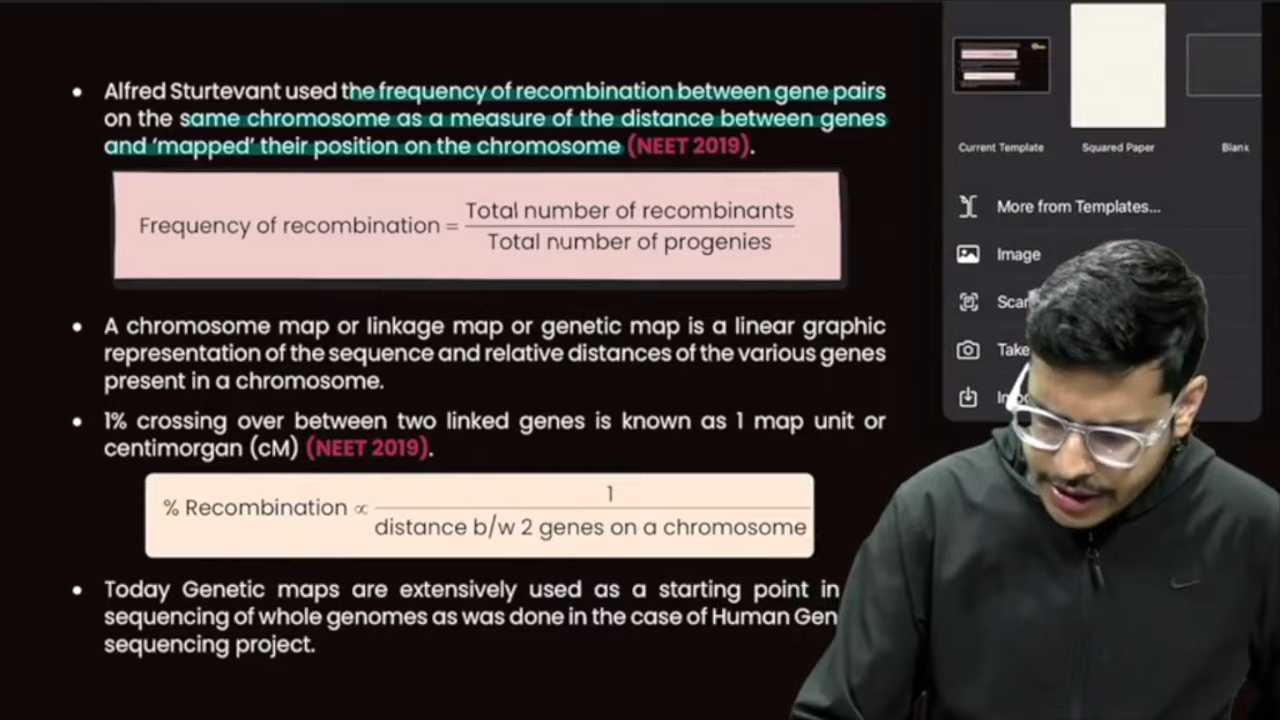 • Alfred Sturtevant used the frequency of recombination between gene pairs
on the same chromosome as a measure of the distance between genes
and ‘mapped’ their position on the chromosome (NEET 2019).
Frequency of recombination = Total number of recombinants
Total number of progenies
• A chromosome map or linkage map or genetic map is a linear graphic
representation of the sequence and relative distances of the various genes
present in a chromosome.
• 1% crossing over between two linked genes is known as 1 map unit or
centimorgan (cM) (NEET 2019).
% Recombination ∝ 1
distance b/w 2 genes on a chromosome
• Today Genetic maps are extensively used as a starting point in
sequencing of whole genomes as was done in the case of Human Gen
sequencing project.
Current Template
Squared Paper
Blank
More from Templates...
Image
Scan
Take